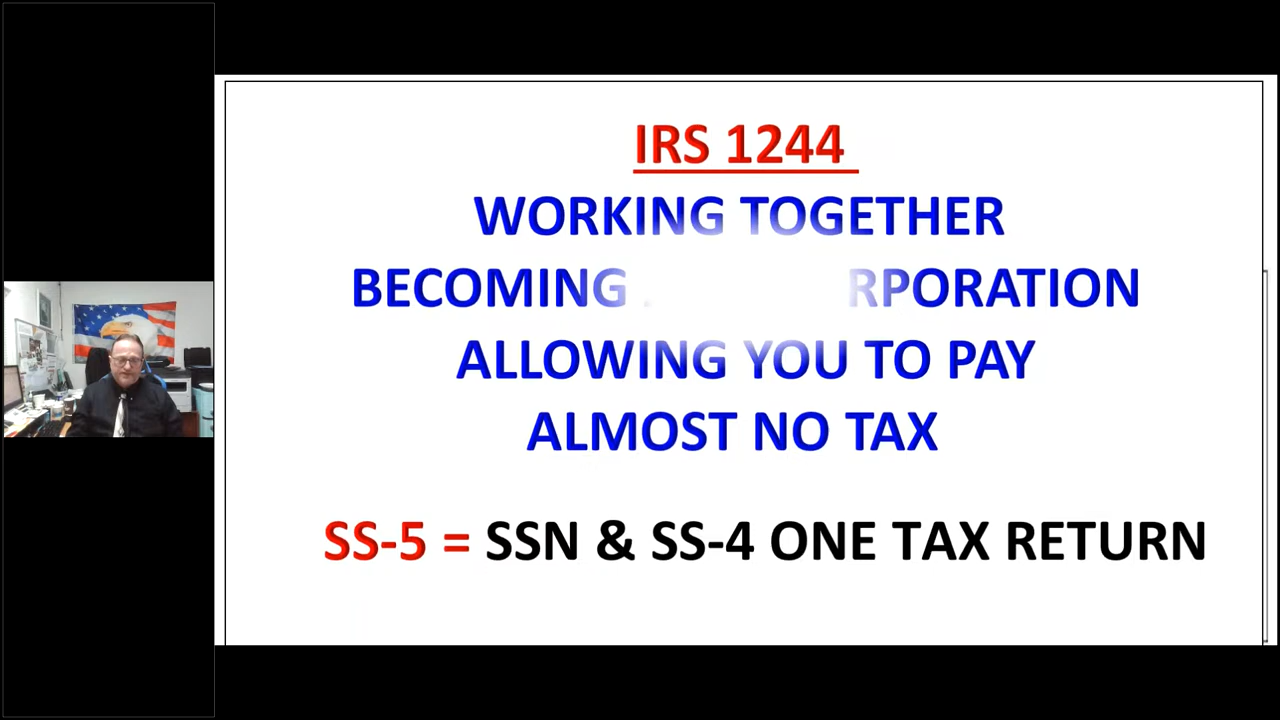 IRS 1244
WORKING TOGETHER
BECOMING RPORATION
ALLOWING YOU TO PAY
ALMOST NO TAX
SS-5 = SSN & SS-4 ONE TAX RETURN